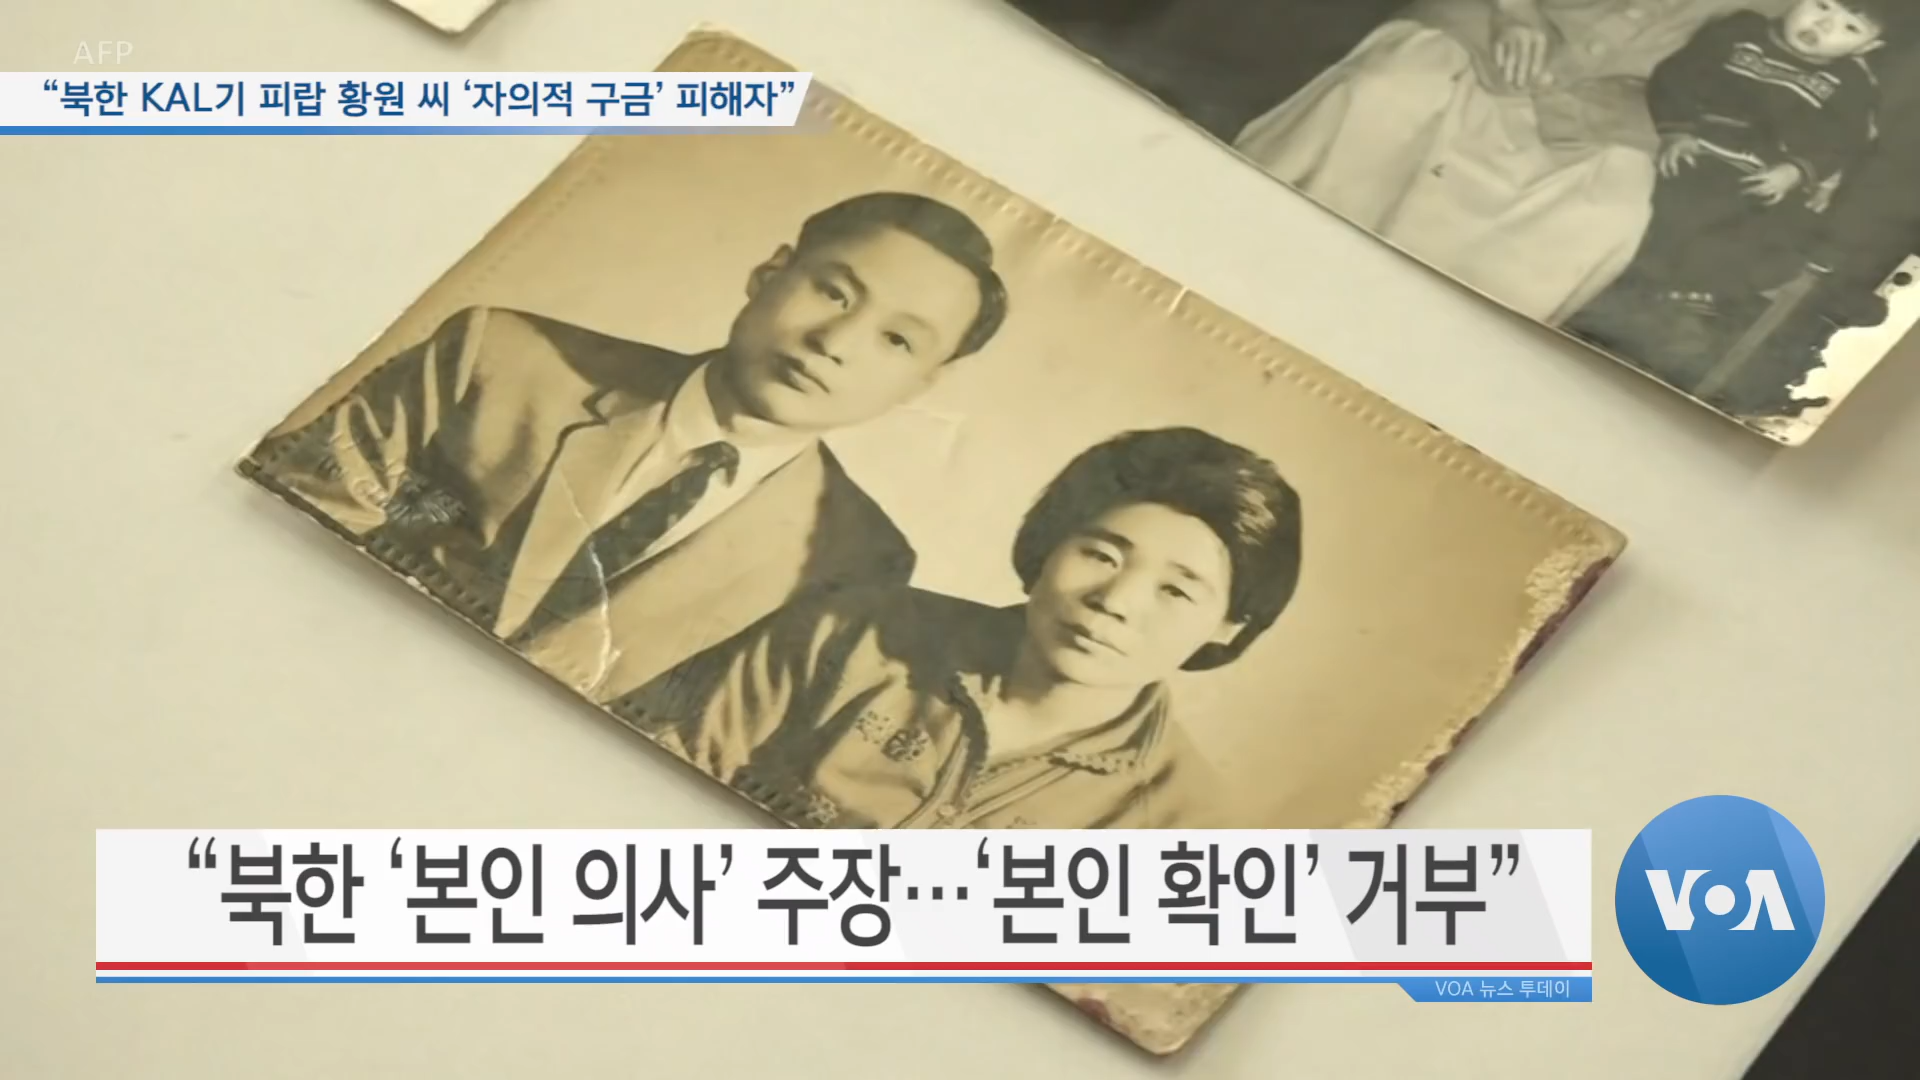 AFP
“북한 KAL기 피랍 황원 씨 ‘자의적 구금’ 피해자”
“북한 ‘본인 의사’ 주장…‘본인 확인’ 거부”
VOA
VOA 뉴스 투데이